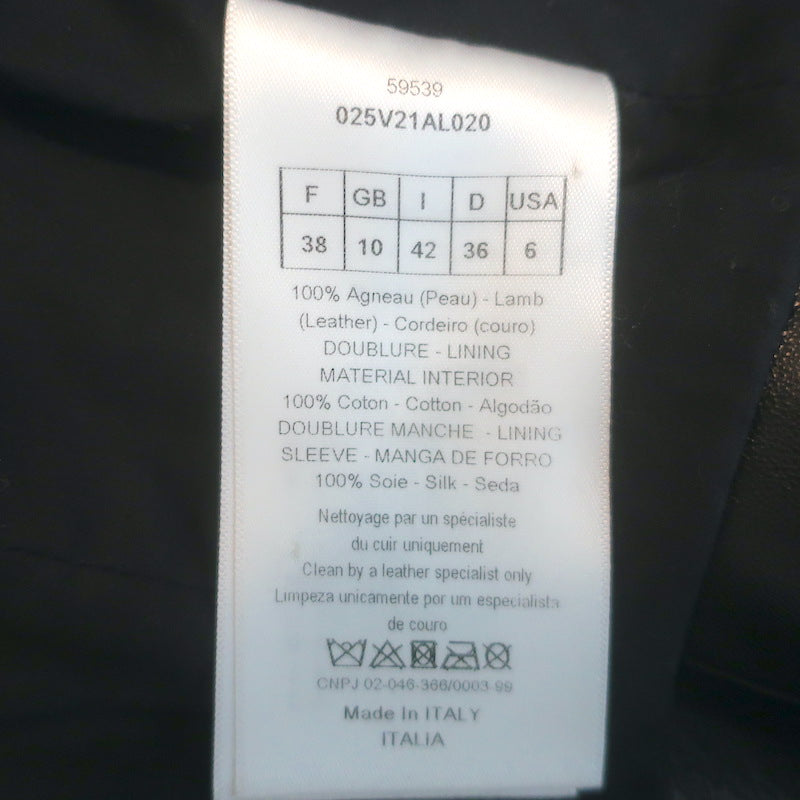 59539
025V21AL020
F GB I D USA
38 10 42 36 6
100% Agneau (Peau) - Lamb
(Leather) - Cordeiro (couro)
DOUBLURE - LINING
MATERIAL INTERIOR
100% Coton - Cotton - Algodão
DOUBLURE MANCHE - LINING
SLEEVE - MANGA DE FORRO
100% Soie - Silk - Seda
Nettoyage par un spécialiste
du cuir uniquement
Clean by a leather specialist only
Limpeza unicamente por um especialista
de couro
CNPJ 02-046-366/0003-99
Made In ITALY
ITALIA